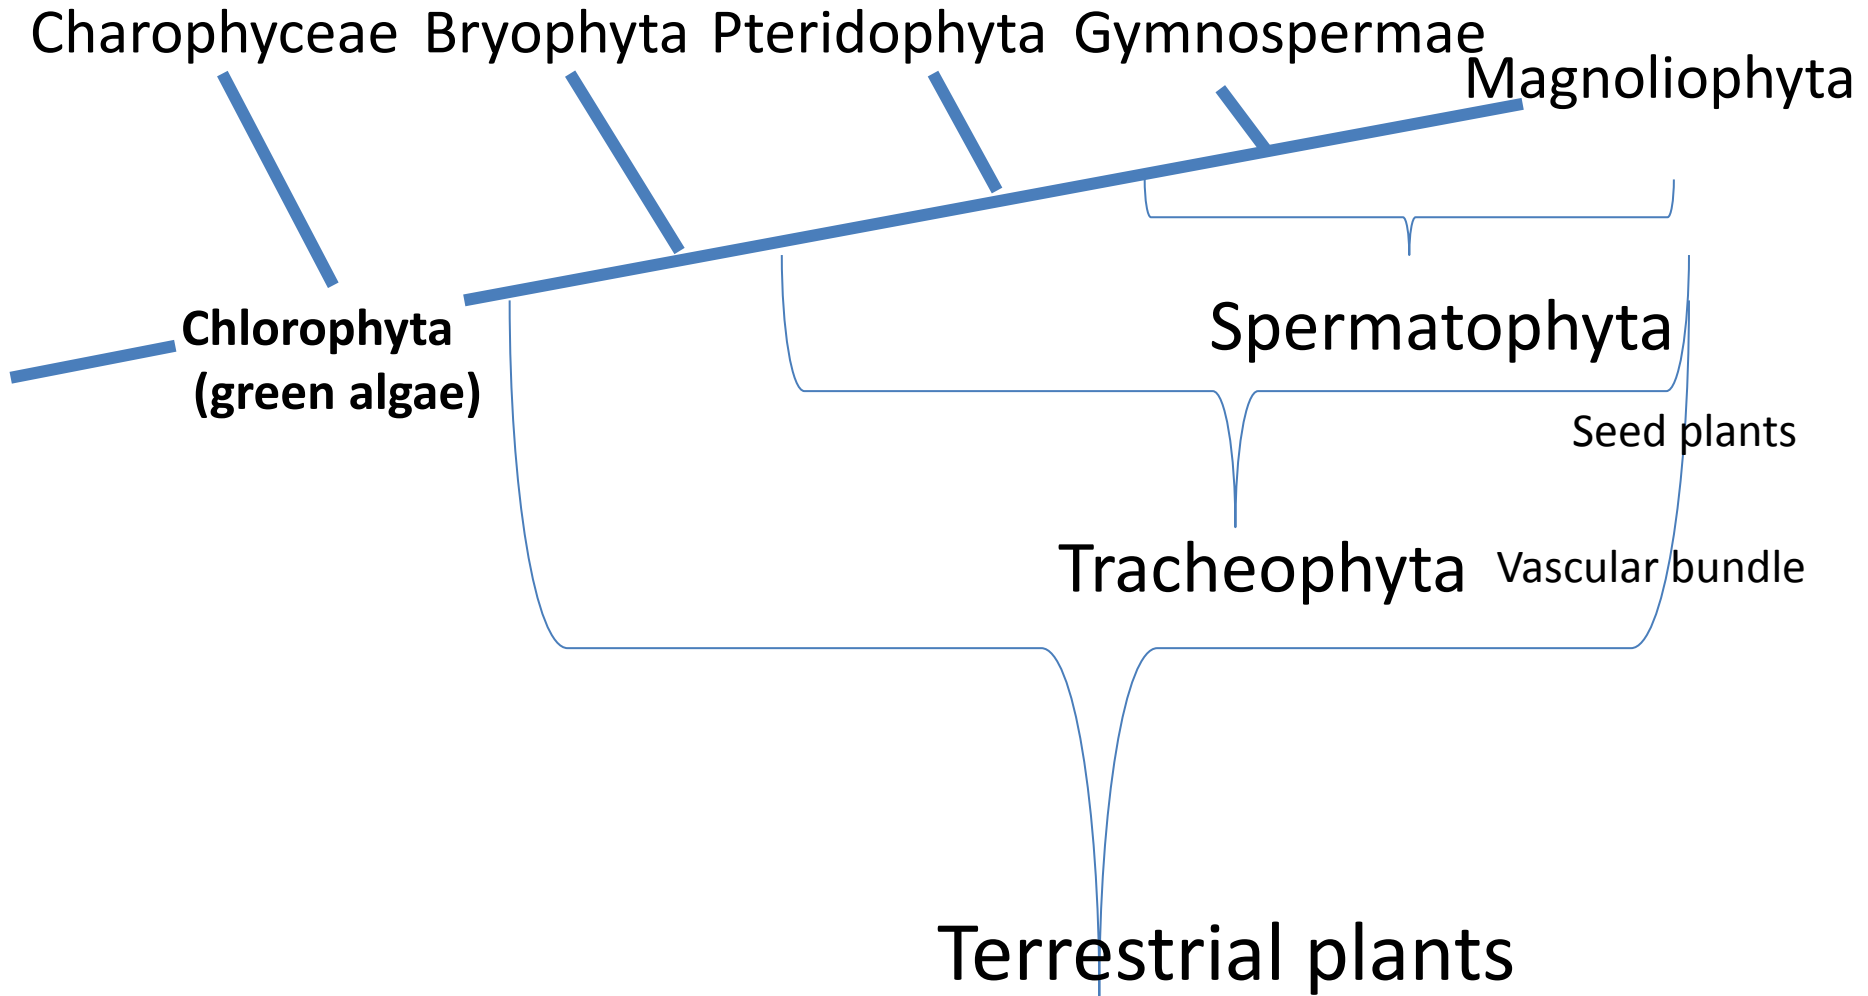 Charophyceae
Bryophyta
Pteridophyta
Gymnospermae
Magnoliophyta
Chlorophyta
(green algae)
Spermatophyta
Seed plants
Tracheophyta
Vascular bundle
Terrestrial plants